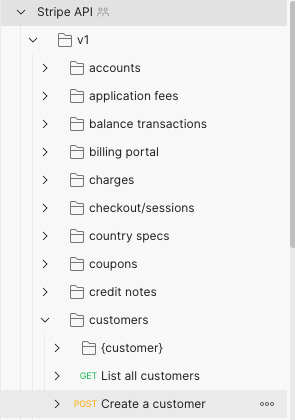 Stripe API
v1
accounts
application fees
balance transactions
billing portal
charges
checkout/sessions
country specs
coupons
credit notes
customers
{customer}
GET List all customers
POST Create a customer